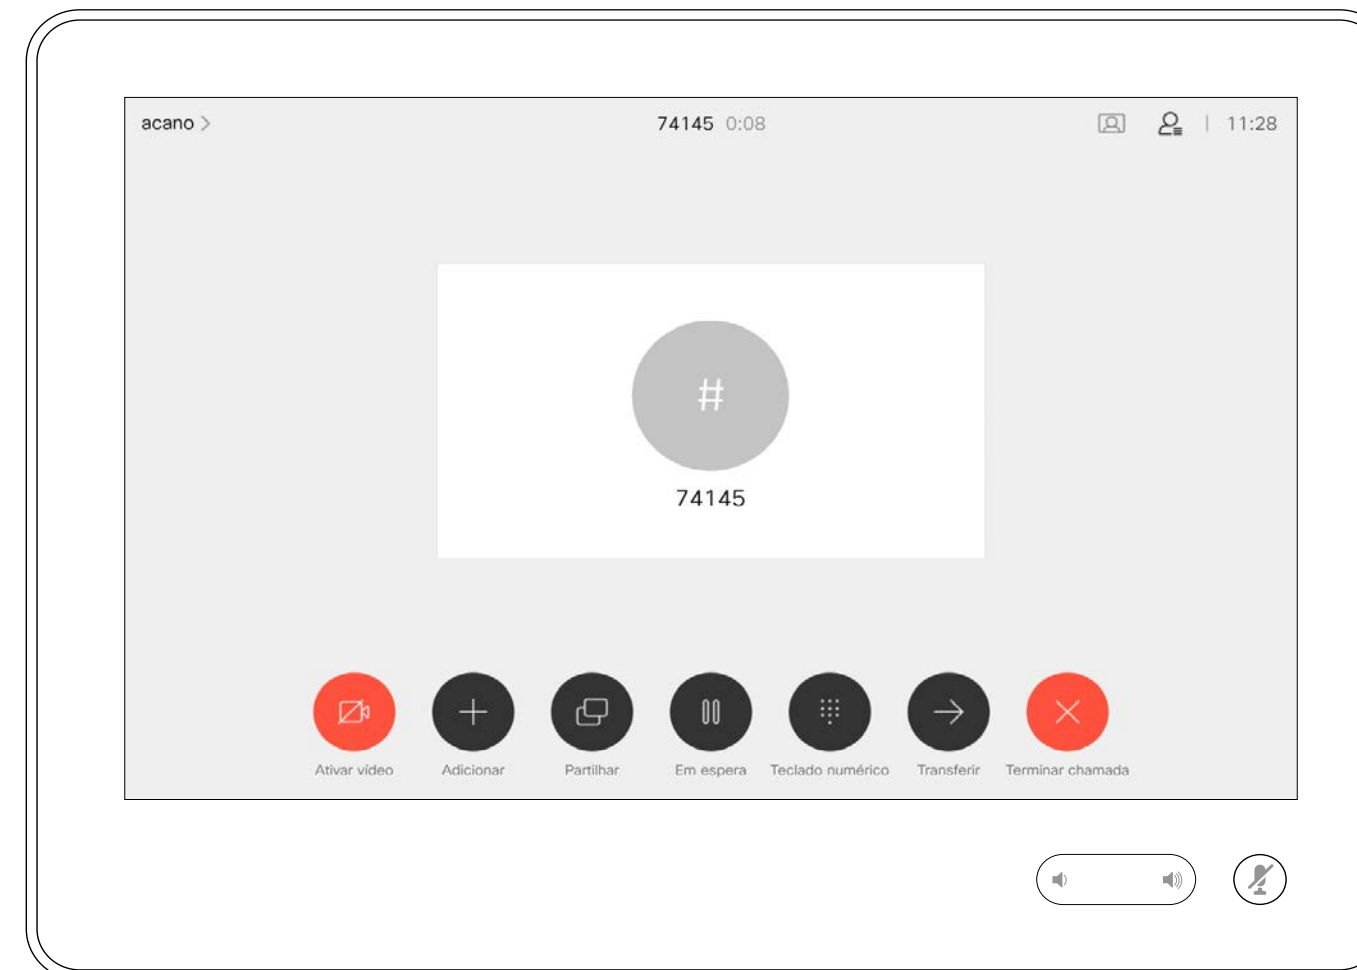 acano >
74145 0:08
11:28
#
74145
Ativar vídeo
Adicionar
Partilhar
Em espera
Teclado numérico
Transferir
Terminar chamada